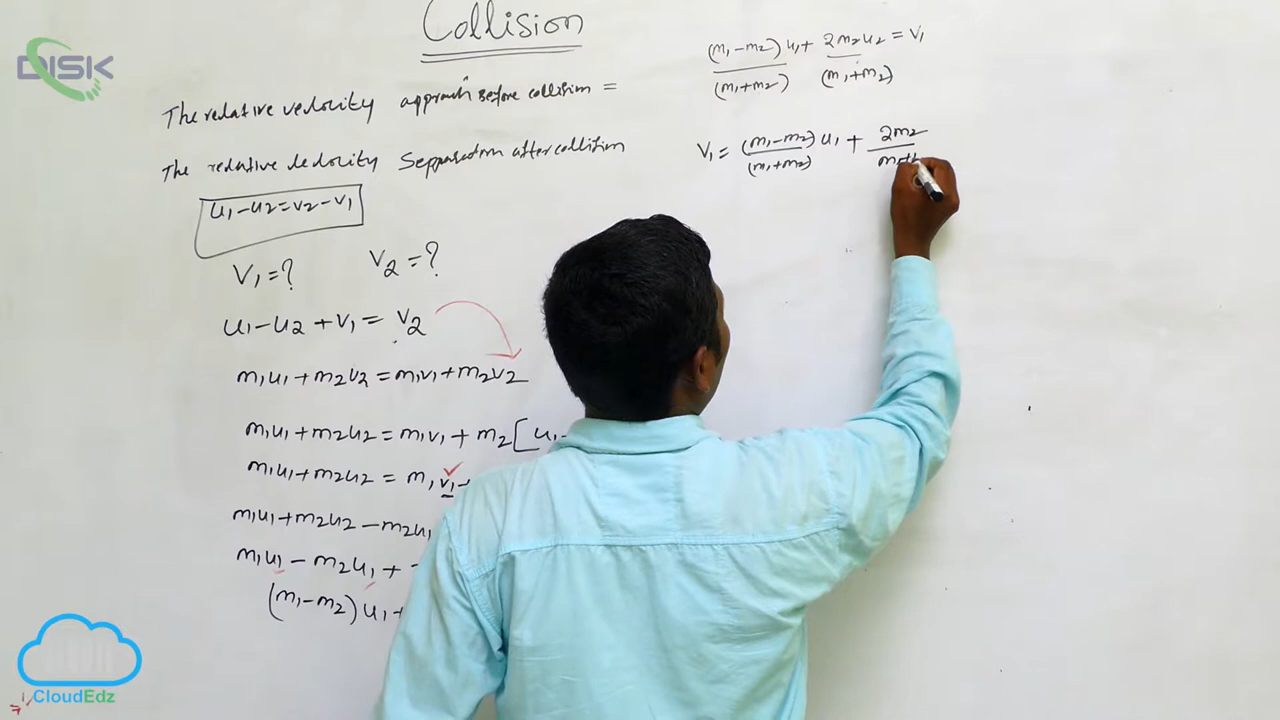 DISK
Collision
The relative velocity approach before collision =
The relative velocity Sepparation after collision
u₁-u₂=v₂-v₁
V₁=? V₂=?
u₁-u₂+v₁= v₂
m₁u₁+m₂v₂=m₁v₁+m₂v₂
m₁u₁+m₂u₂=m₁v₁+ m₂[u₁-
m₁u₁+m₂u₂= m₁v₁+
m₁u₁+m₂u₂-m₂u₁
m₁u₁-m₂u₁+
(m₁-m₂)u₁+
(m₁-m₂)u₁+ 2m₂u₂ = V₁
(m₁+m₂) (m₁+m₂)
V₁= (m₁-m₂)u₁ + 2m₂
(m₁+m₂) m₁+
CloudEdz